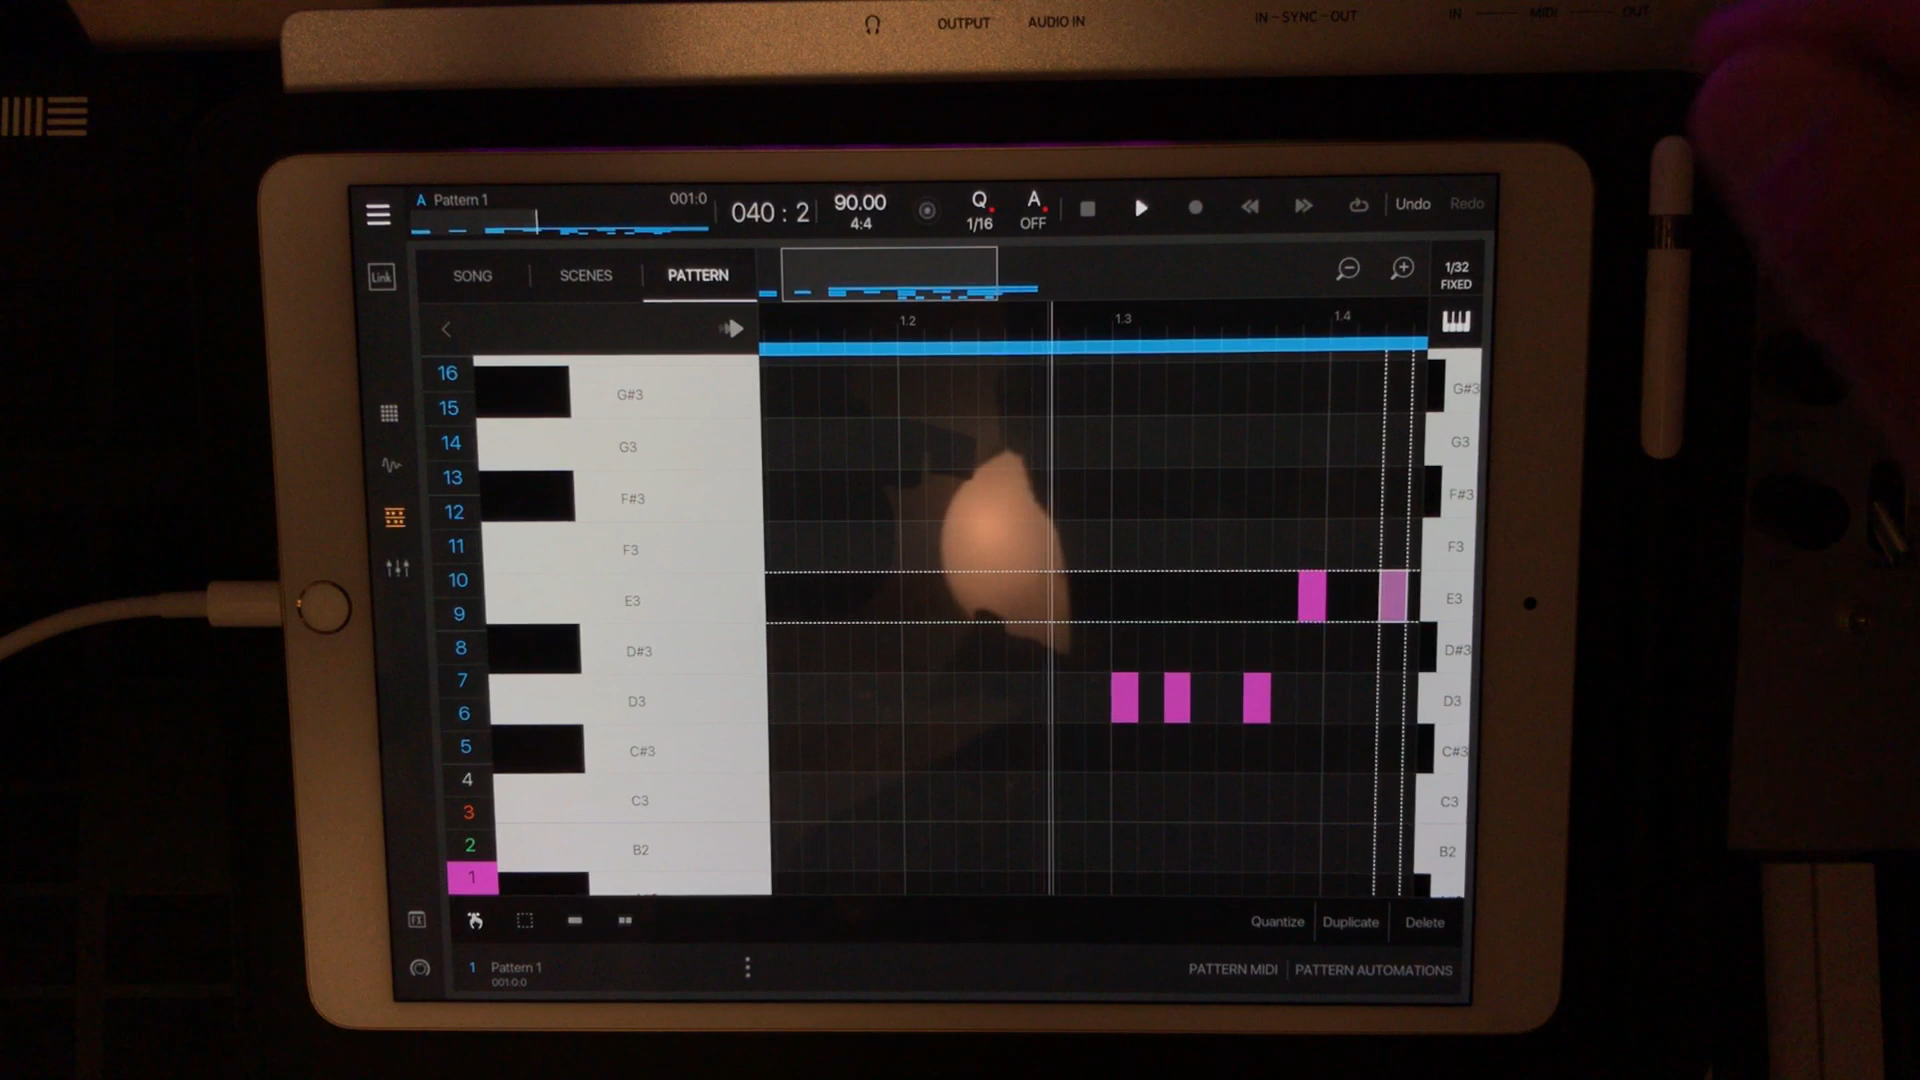 OUTPUT AUDIO IN IN - SYNC - OUT IN MIDI OUT
A Pattern 1 001:0
040 : 2 90.00 4:4 Q 1/16 A OFF Undo Redo
Link
SONG SCENES PATTERN
1/32 FIXED
1.2 1.3 1.4
16 G#3 G#3
15
14 G3 G3
13
12 F#3 F#3
11 F3 F3
10
9 E3 E3
8 D#3 D#3
7
6 D3 D3
5 C#3 C#3
4
3 C3 C3
2 B2 B2
1
FX Quantize Duplicate Delete
1 Pattern 1 PATTERN MIDI PATTERN AUTOMATIONS
001:0:0